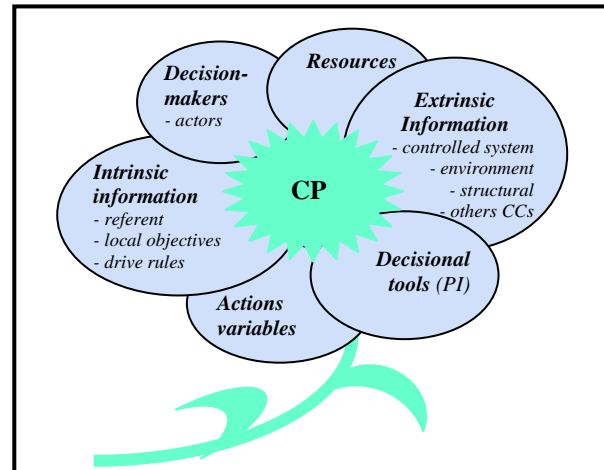 Decision-
makers
- actors
Resources
Extrinsic
Information
- controlled system
- environment
- structural
- others CCs
Intrinsic
information
- referent
- local objectives
- drive rules
CP
Decisional
tools (PI)
Actions
variables